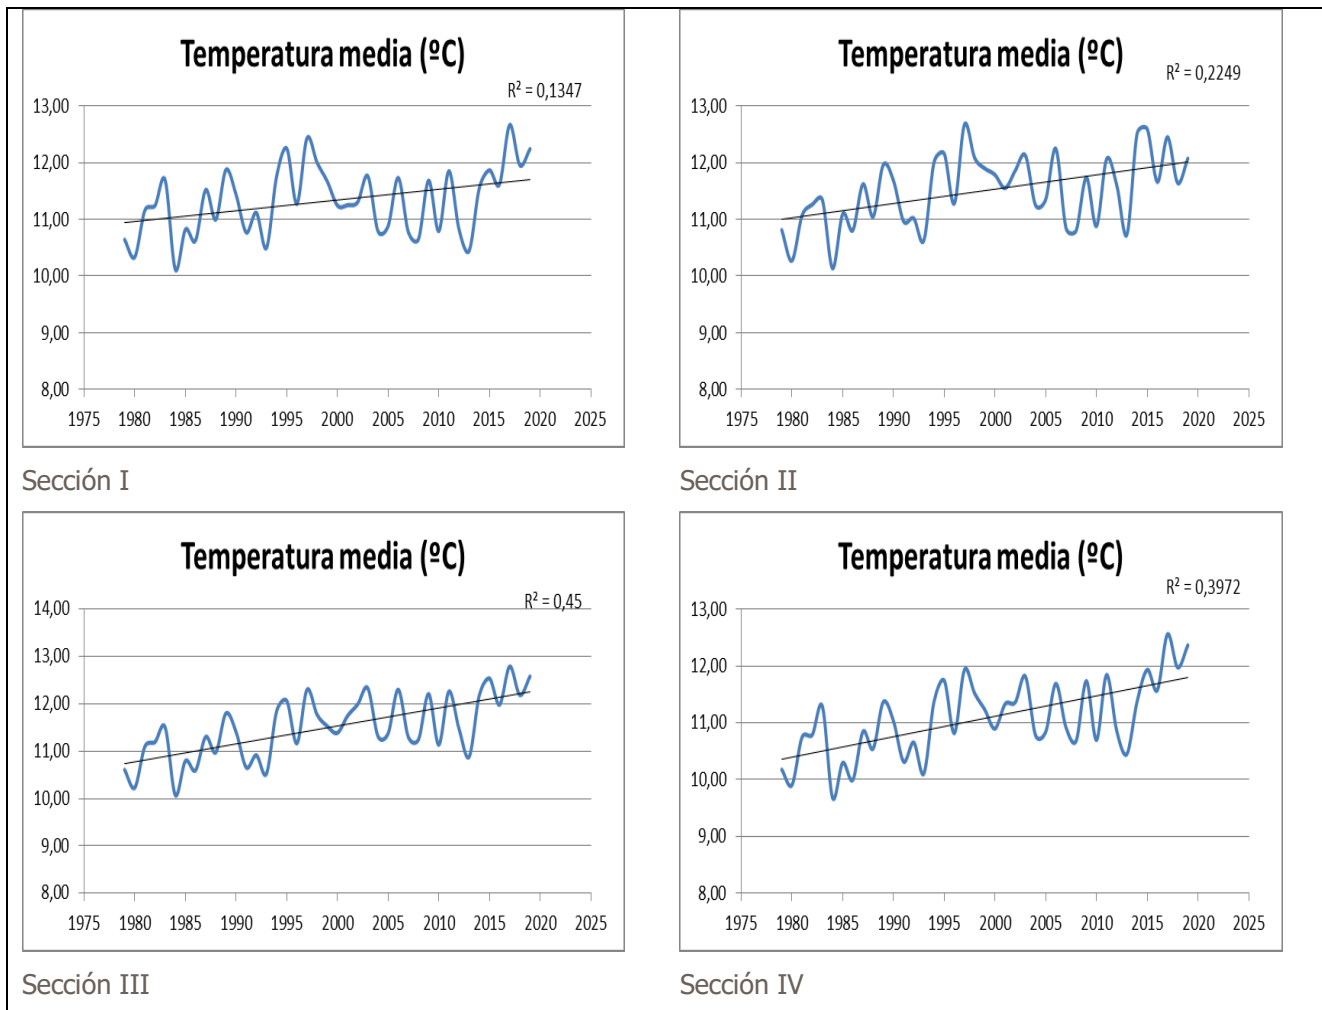 Temperatura media (ºC)
R² = 0,1347
13,00
12,00
11,00
10,00
9,00
8,00
1975 1980 1985 1990 1995 2000 2005 2010 2015 2020 2025
Sección I
Temperatura media (ºC)
R² = 0,2249
13,00
12,00
11,00
10,00
9,00
8,00
1975 1980 1985 1990 1995 2000 2005 2010 2015 2020 2025
Sección II
Temperatura media (ºC)
R² = 0,45
14,00
13,00
12,00
11,00
10,00
9,00
8,00
1975 1980 1985 1990 1995 2000 2005 2010 2015 2020 2025
Sección III
Temperatura media (ºC)
R² = 0,3972
13,00
12,00
11,00
10,00
9,00
8,00
1975 1980 1985 1990 1995 2000 2005 2010 2015 2020 2025
Sección IV